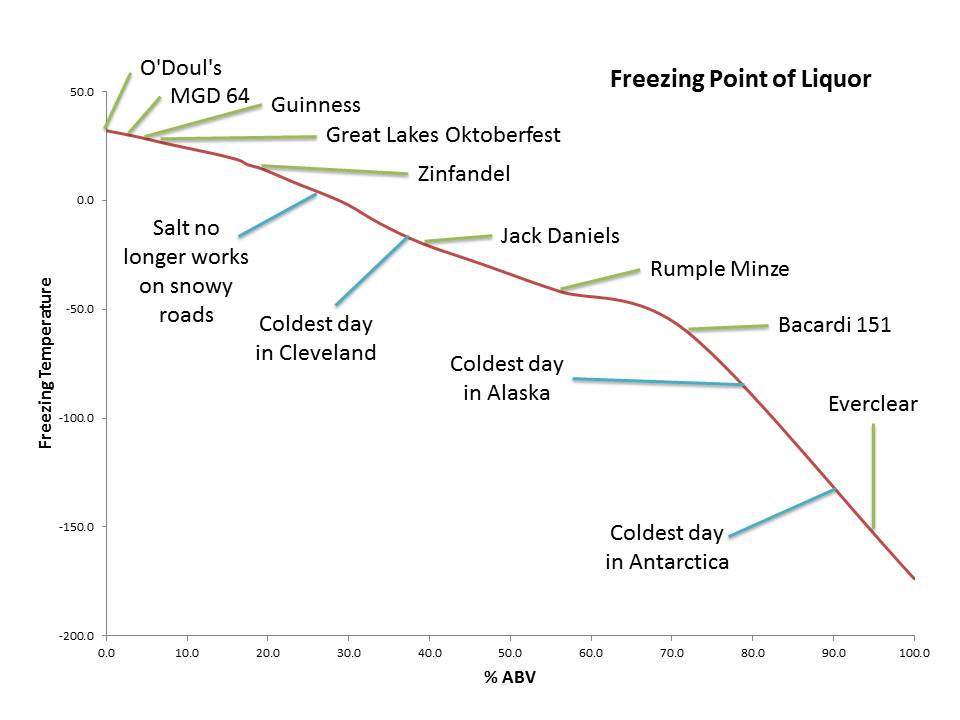 Freezing Point of Liquor
O'Doul's
MGD 64
Guinness
Great Lakes Oktoberfest
Zinfandel
Salt no
longer works
on snowy
roads
Jack Daniels
Rumple Minze
Coldest day
in Cleveland
Bacardi 151
Coldest day
in Alaska
Everclear
Coldest day
in Antarctica
Freezing Temperature
50.0
0.0
-50.0
-100.0
-150.0
-200.0
0.0 10.0 20.0 30.0 40.0 50.0 60.0 70.0 80.0 90.0 100.0
% ABV